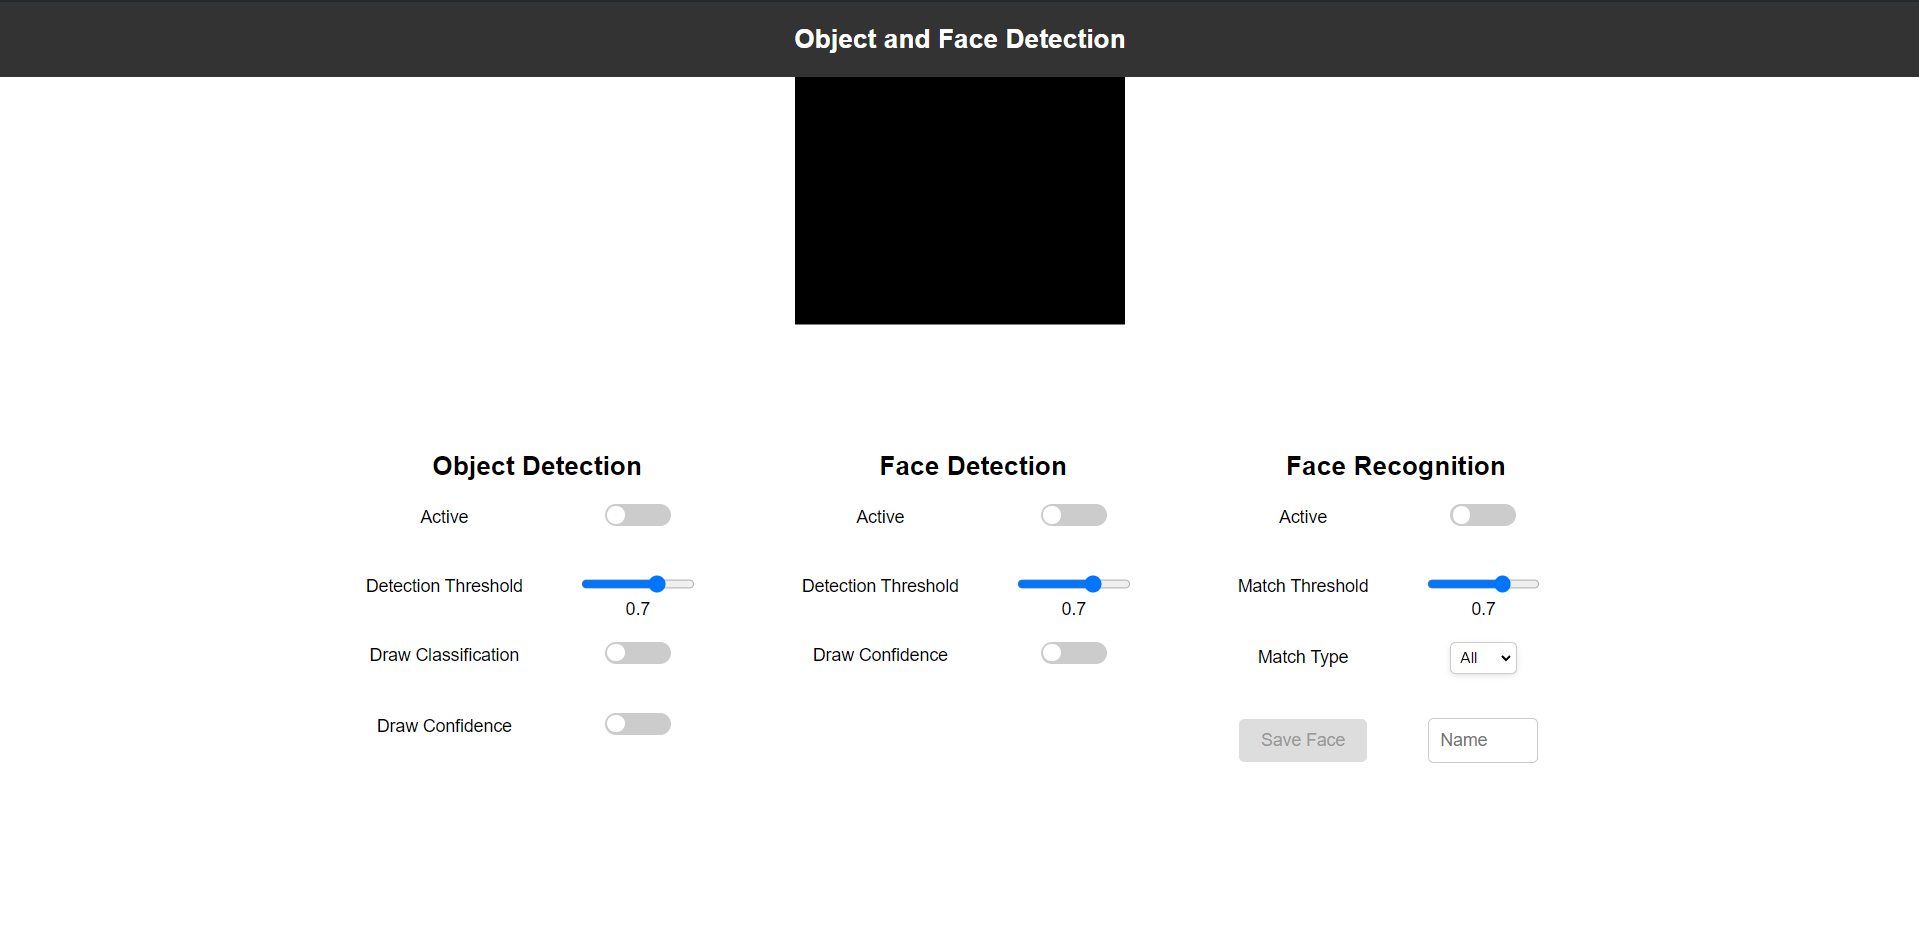 Object and Face Detection
Object Detection
Face Detection
Face Recognition
Active
Active
Active
Detection Threshold
0.7
Detection Threshold
0.7
Match Threshold
0.7
Draw Classification
Draw Confidence
Match Type
All
Draw Confidence
Save Face
Name